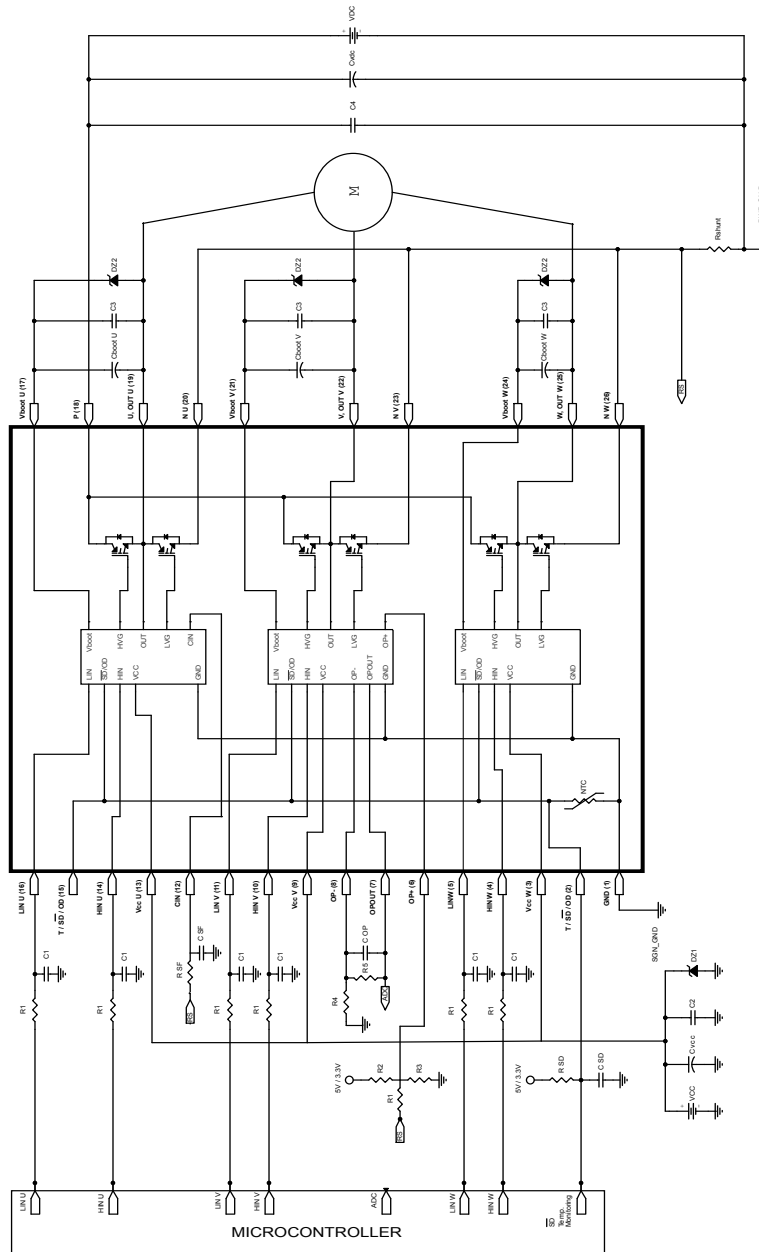 VDC
Cvdc
C4
M
Rshunt
DZ2
C3
Cboot U
DZ2
C3
Cboot V
DZ2
C3
Cboot W
RS
Vboot U (17)
P (18)
U, OUT U (19)
N U (20)
Vboot V (21)
V, OUT V (22)
N V (23)
Vboot W (24)
W, OUT W (25)
N W (26)
Vboot
HVG
OUT
LVG
CIN
LIN
SD/OD
HIN
VCC
GND
Vboot
HVG
OUT
LVG
OP+
LIN
SD/OD
HIN
VCC
OP-
OPOUT
GND
Vboot
HVG
OUT
LVG
LIN
SD/OD
HIN
VCC
GND
NTC
LIN U (16)
T / SD / OD (15)
HIN U (14)
Vcc U (13)
CIN (12)
LIN V (11)
HIN V (10)
Vcc V (9)
OP- (8)
OPOUT (7)
OP+ (6)
LIN W (5)
HIN W (4)
Vcc W (3)
T / SD / OD (2)
GND (1)
SGN_GND
C1
R1
C1
R1
C SF
R SF
RS
C1
R1
C1
R1
C OP
R5
R4
ADC
C1
R1
C1
R1
DZ1
C2
Cvcc
VCC
5V / 3.3V
R2
R3
R1
RS
5V / 3.3V
R SD
C SD
LIN U
HIN U
LIN V
HIN V
ADC
LIN W
HIN W
SD
Temp.
Monitoring
MICROCONTROLLER